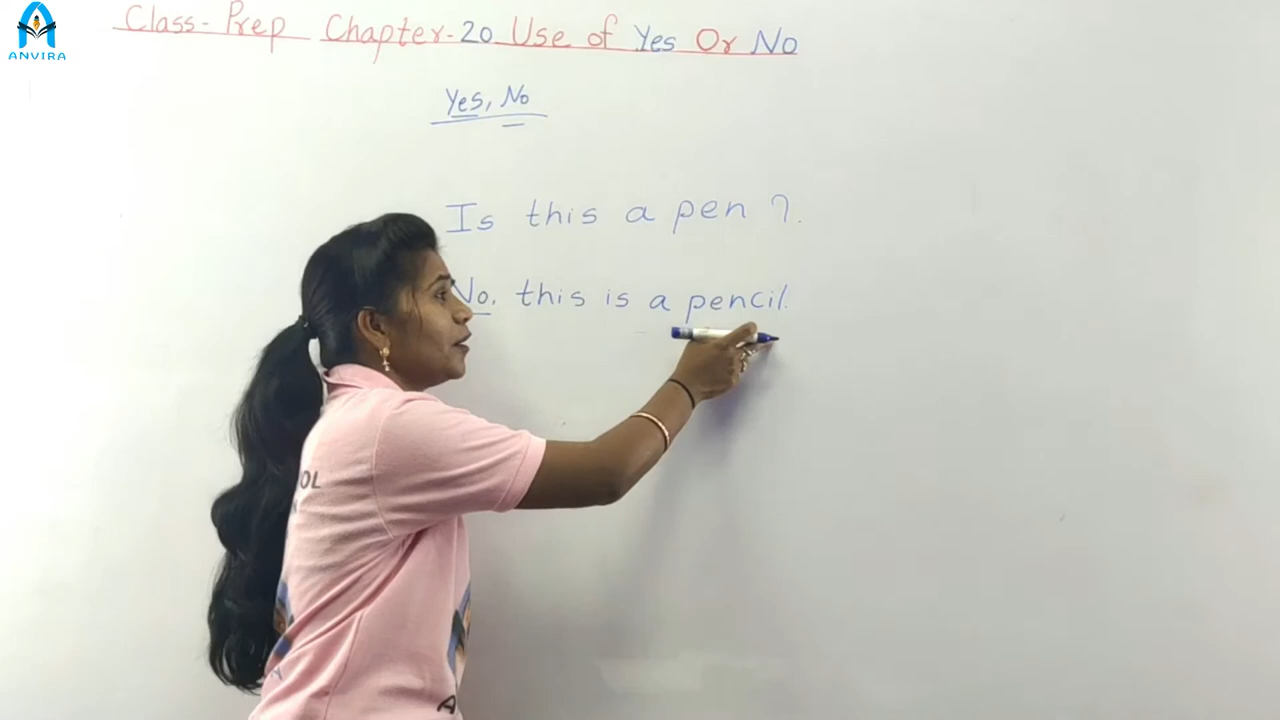 ANVIRA
Class-Prep Chapter-20 Use of Yes Or No
Yes, No
Is this a pen ?.
No, this is a pencil.
OL
A